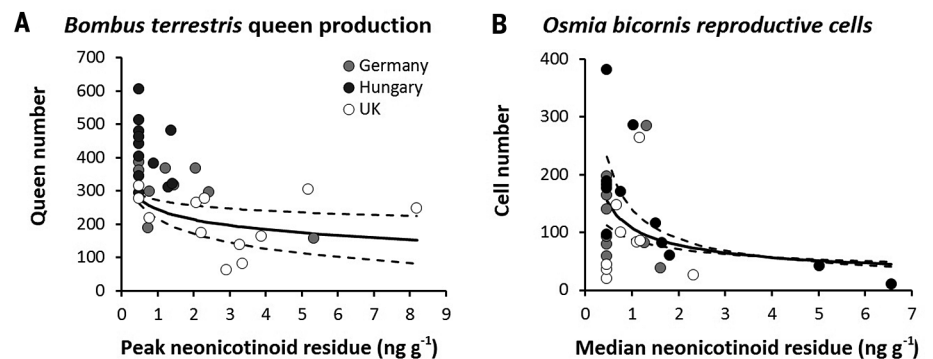 A Bombus terrestris queen production
700
600
500
400
300
200
100
0
Queen number
Germany
Hungary
UK
0 1 2 3 4 5 6 7 8 9
Peak neonicotinoid residue (ng g-1)
B Osmia bicornis reproductive cells
400
300
200
100
0
Cell number
0 1 2 3 4 5 6 7
Median neonicotinoid residue (ng g-1)